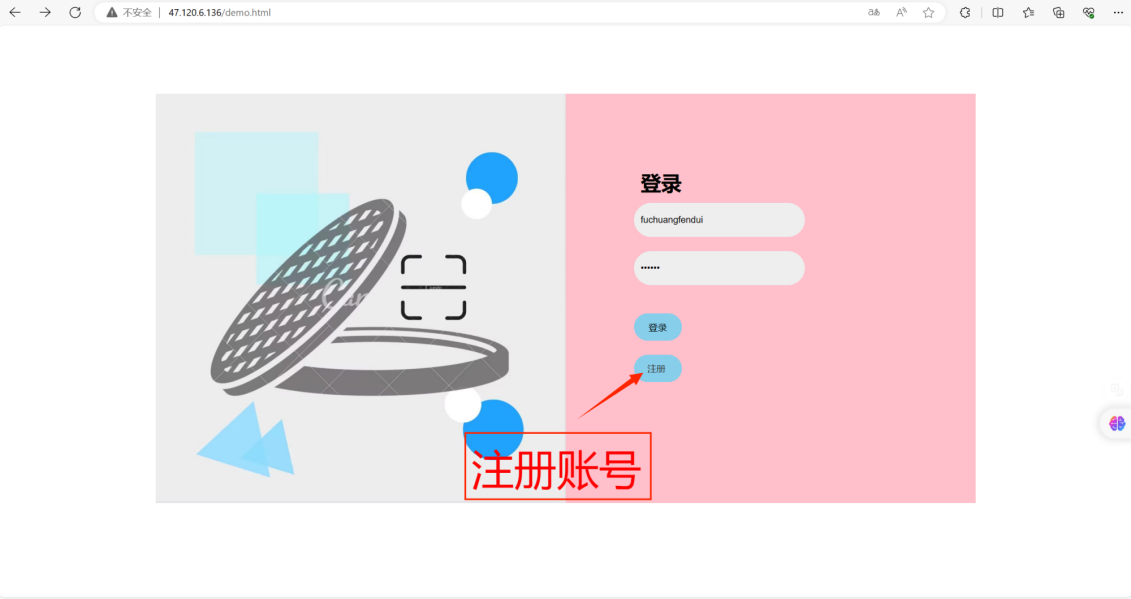 不安全 | 47.120.6.136/demo.html
登录
fuchuangfendui
••••••
登录
注册
注册账号